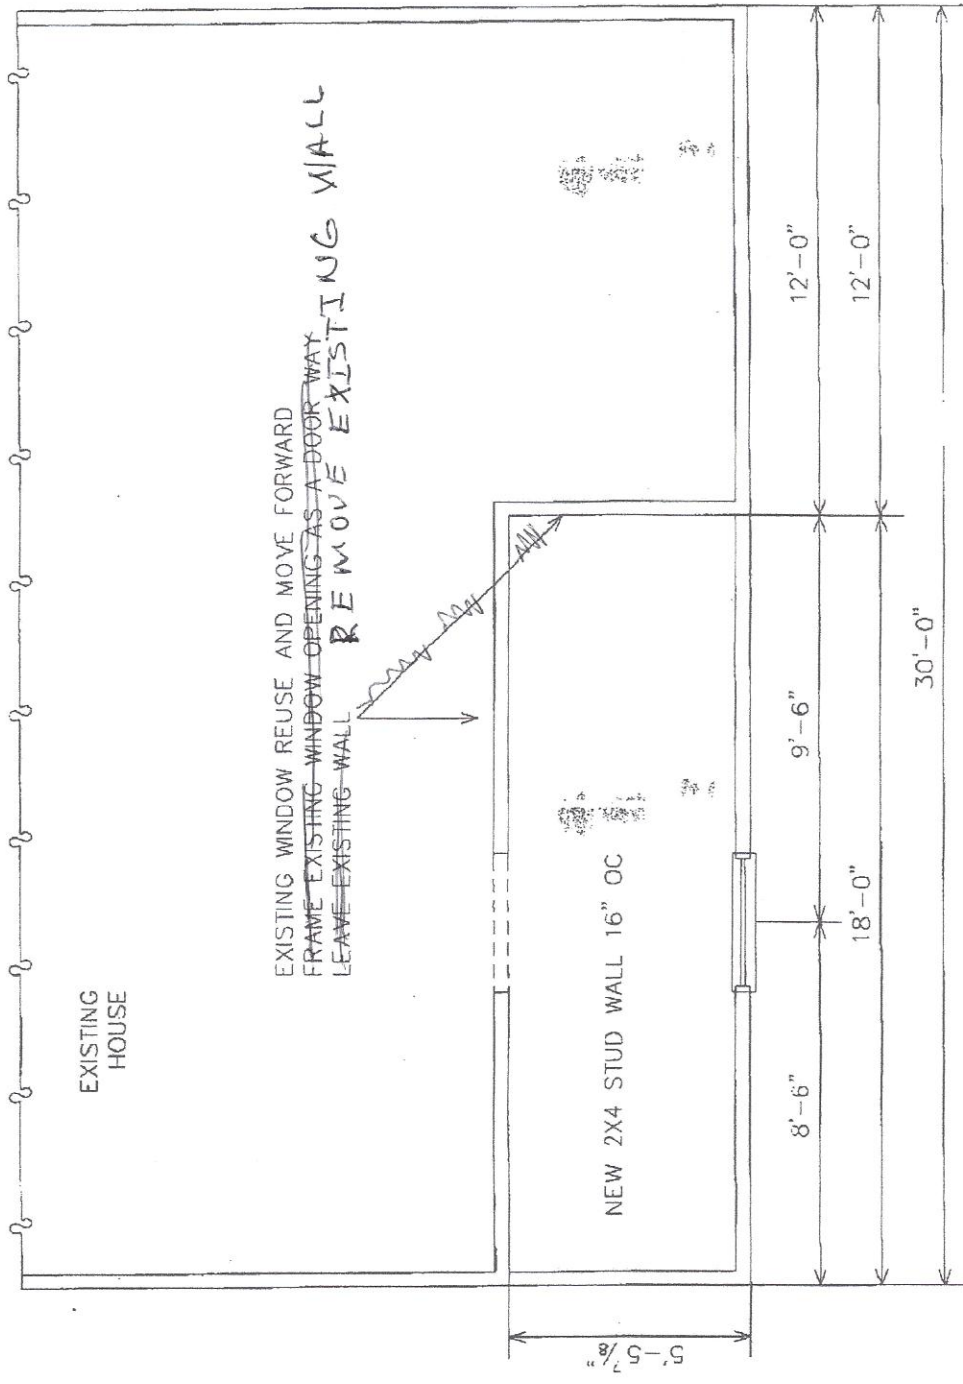 EXISTING
HOUSE
EXISTING WINDOW REUSE AND MOVE FORWARD
FRAME EXISTING WINDOW OPENING AS A DOOR WAY
LEAVE EXISTING WALL
REMOVE EXISTING WALL
NEW 2X4 STUD WALL 16" OC
5'-5 7/8"
8'-6"
9'-6"
12'-0"
18'-0"
12'-0"
30'-0"